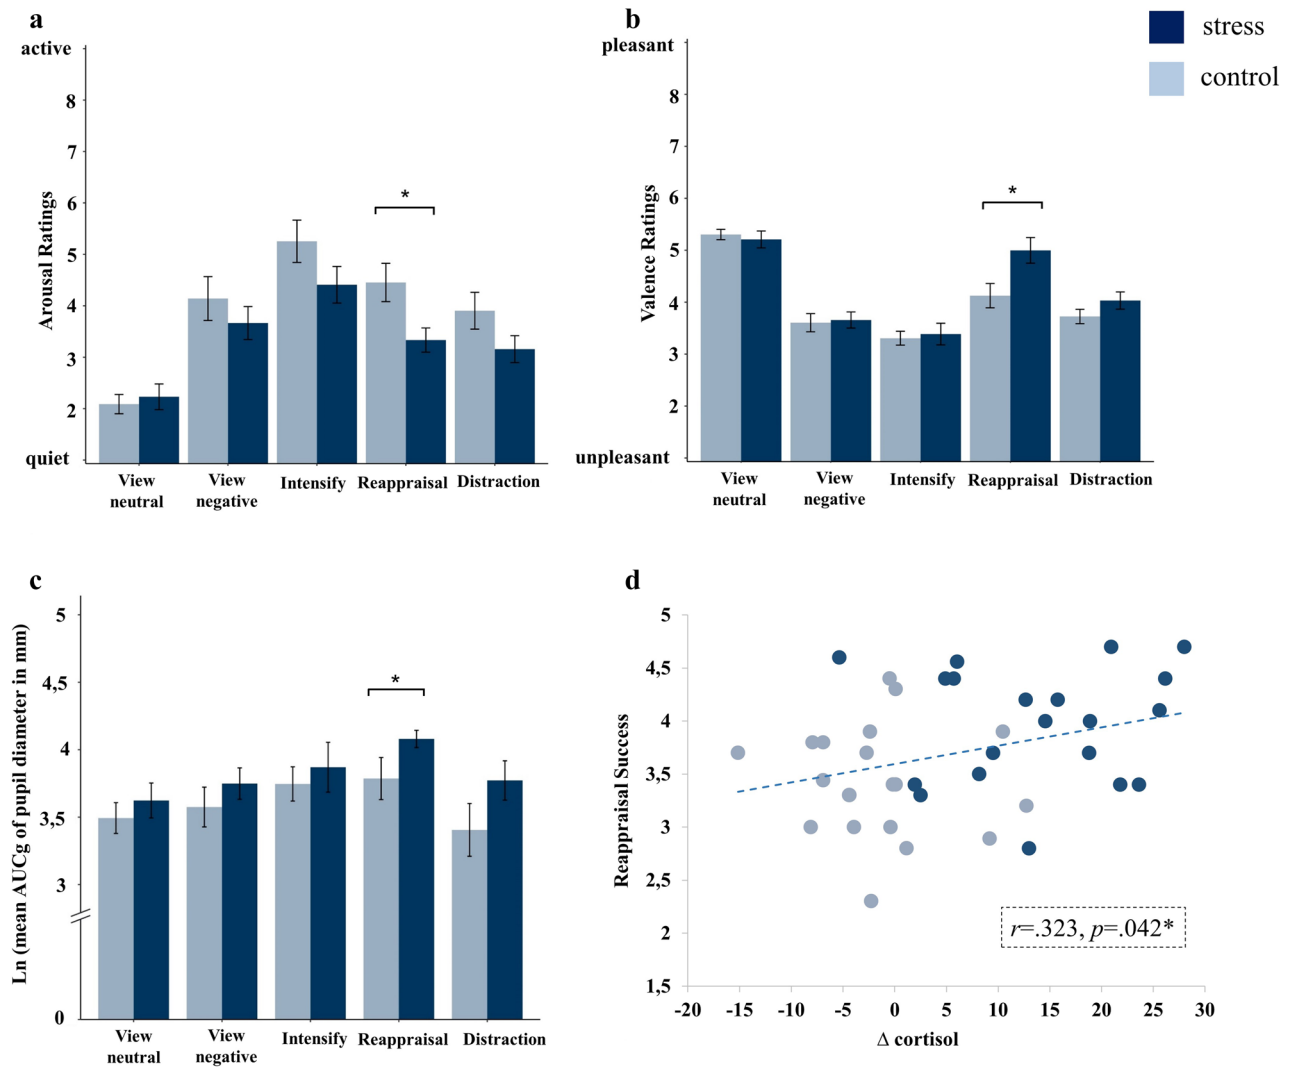 a
active
8
7
6
5
4
3
2
quiet
Arousal Ratings
*
View
neutral
View
negative
Intensify
Reappraisal
Distraction
b
pleasant
8
7
6
5
4
3
2
unpleasant
Valence Ratings
*
View
neutral
View
negative
Intensify
Reappraisal
Distraction
stress
control
c
5
4,5
4
3,5
3
0
Ln (mean AUCg of pupil diameter in mm)
*
View
neutral
View
negative
Intensify
Reappraisal
Distraction
d
5
4,5
4
3,5
3
2,5
2
1,5
Reappraisal Success
r=.323, p=.042*
-20 -15 -10 -5 0 5 10 15 20 25 30
Δ cortisol